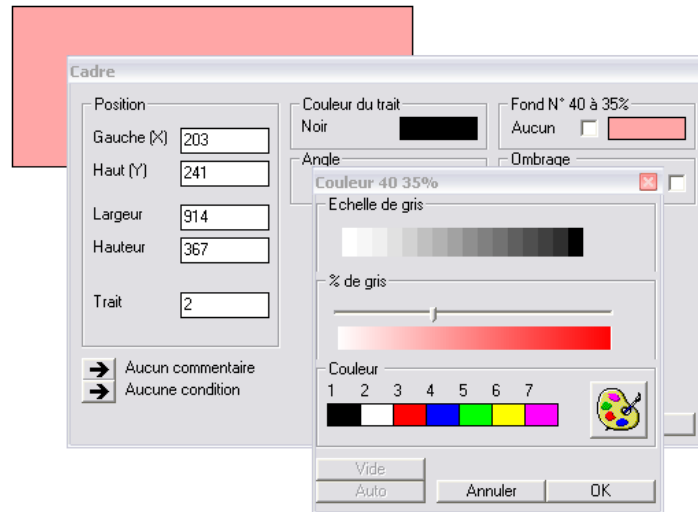 Cadre
Position
Gauche (X) 203
Haut (Y) 241
Largeur 914
Hauteur 367
Trait 2
Aucun commentaire
Aucune condition
Couleur du trait
Noir
Fond N° 40 à 35%
Aucun
Angle
Ombrage
Couleur 40 35%
Echelle de gris
% de gris
Couleur
1 2 3 4 5 6 7
Vide
Auto
Annuler
OK